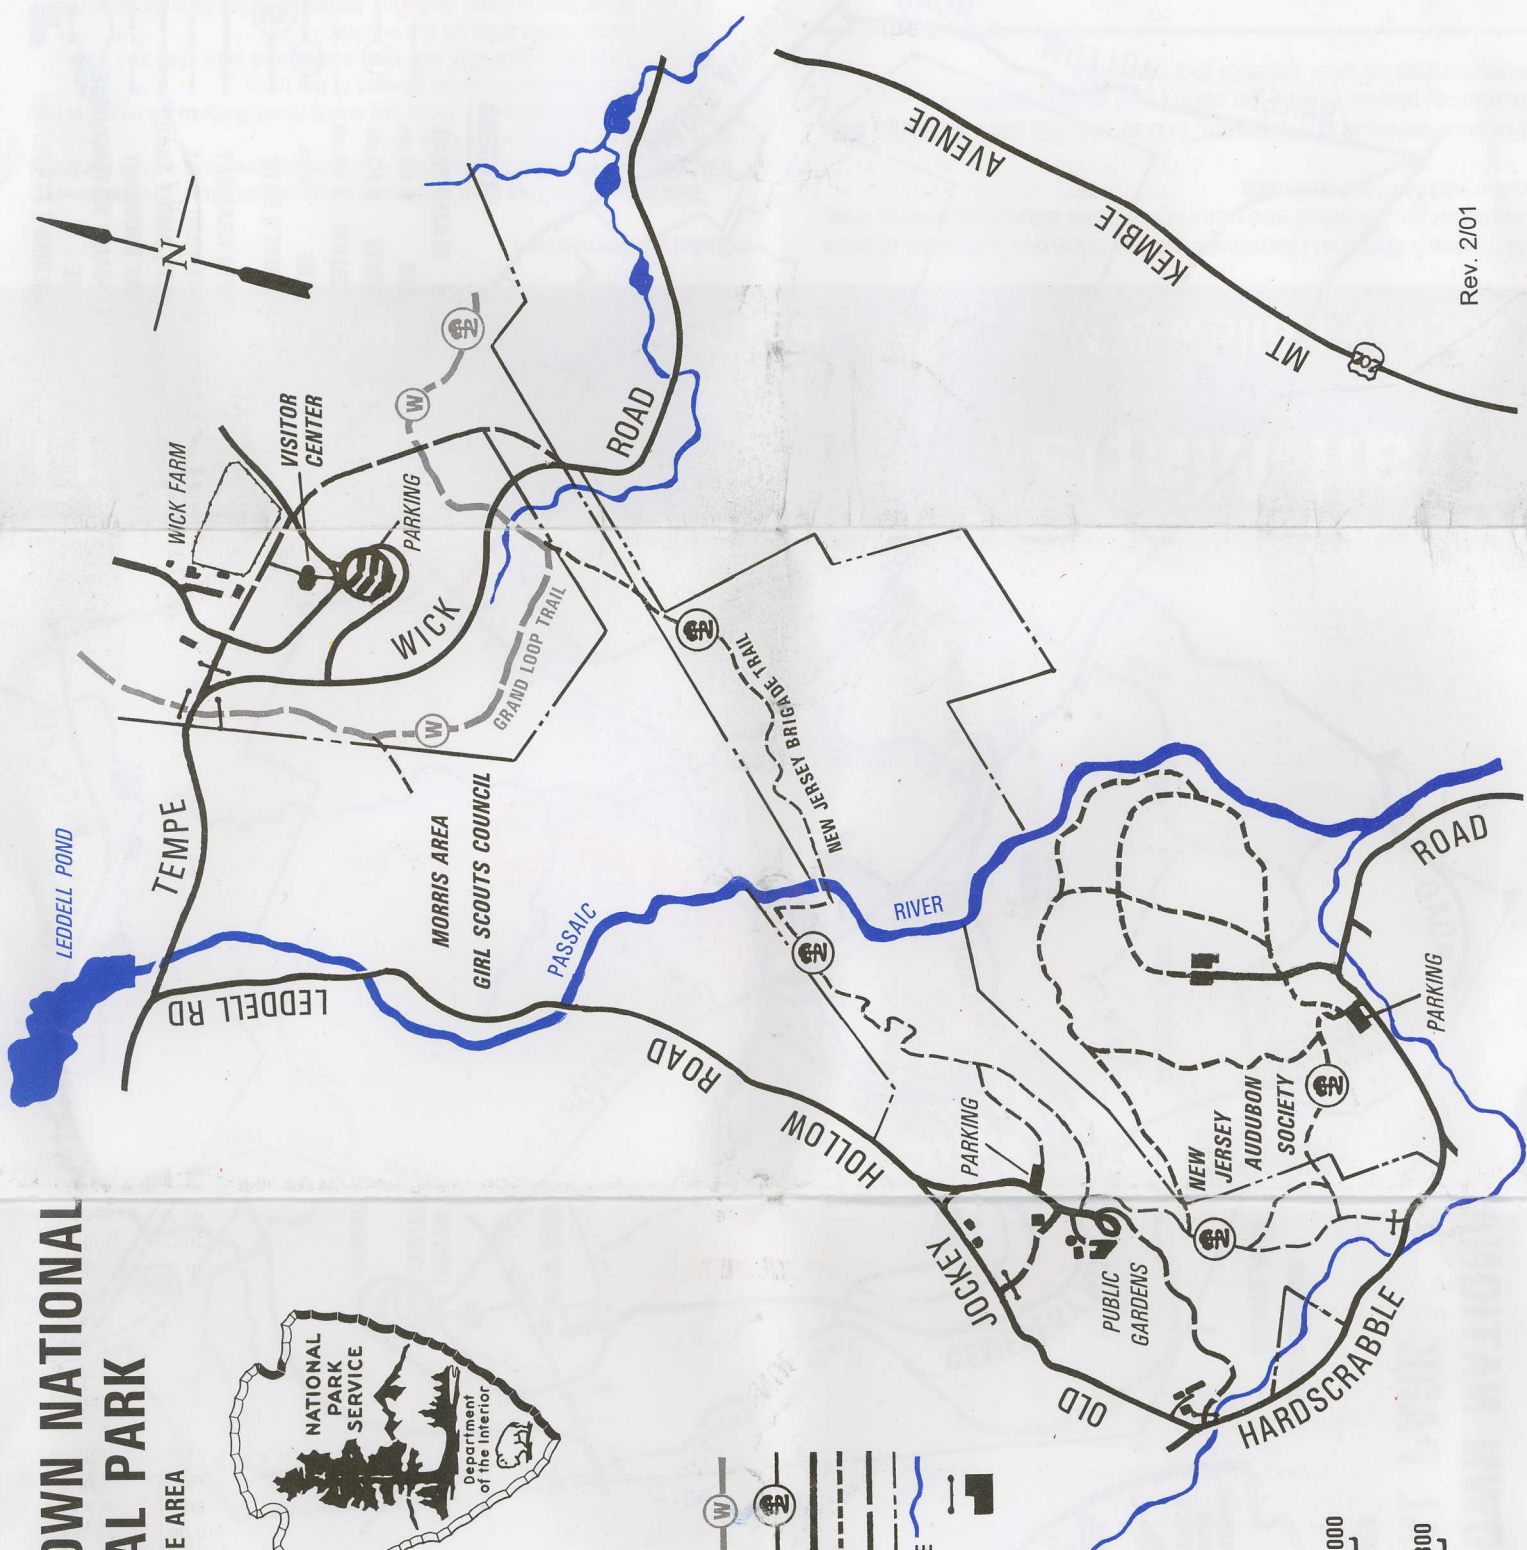 OWN NATIONAL
AL PARK
E AREA
NATIONAL
PARK
SERVICE
Department
of the Interior
LEDDELL POND
TEMPE
WICK FARM
VISITOR
CENTER
PARKING
N
W
WICK
ROAD
GRAND LOOP TRAIL
W
MORRIS AREA
GIRL SCOUTS COUNCIL
LEDDELL RD
PASSAIC
RIVER
NEW JERSEY BRIGADE TRAIL
AVENUE
KEMBLE
MT
202
Rev. 2/01
JOCKEY
HOLLOW
ROAD
OLD
PARKING
PUBLIC
GARDENS
NEW
JERSEY
AUDUBON
SOCIETY
PARKING
HARDSCRABBLE
ROAD
W
E
000
300